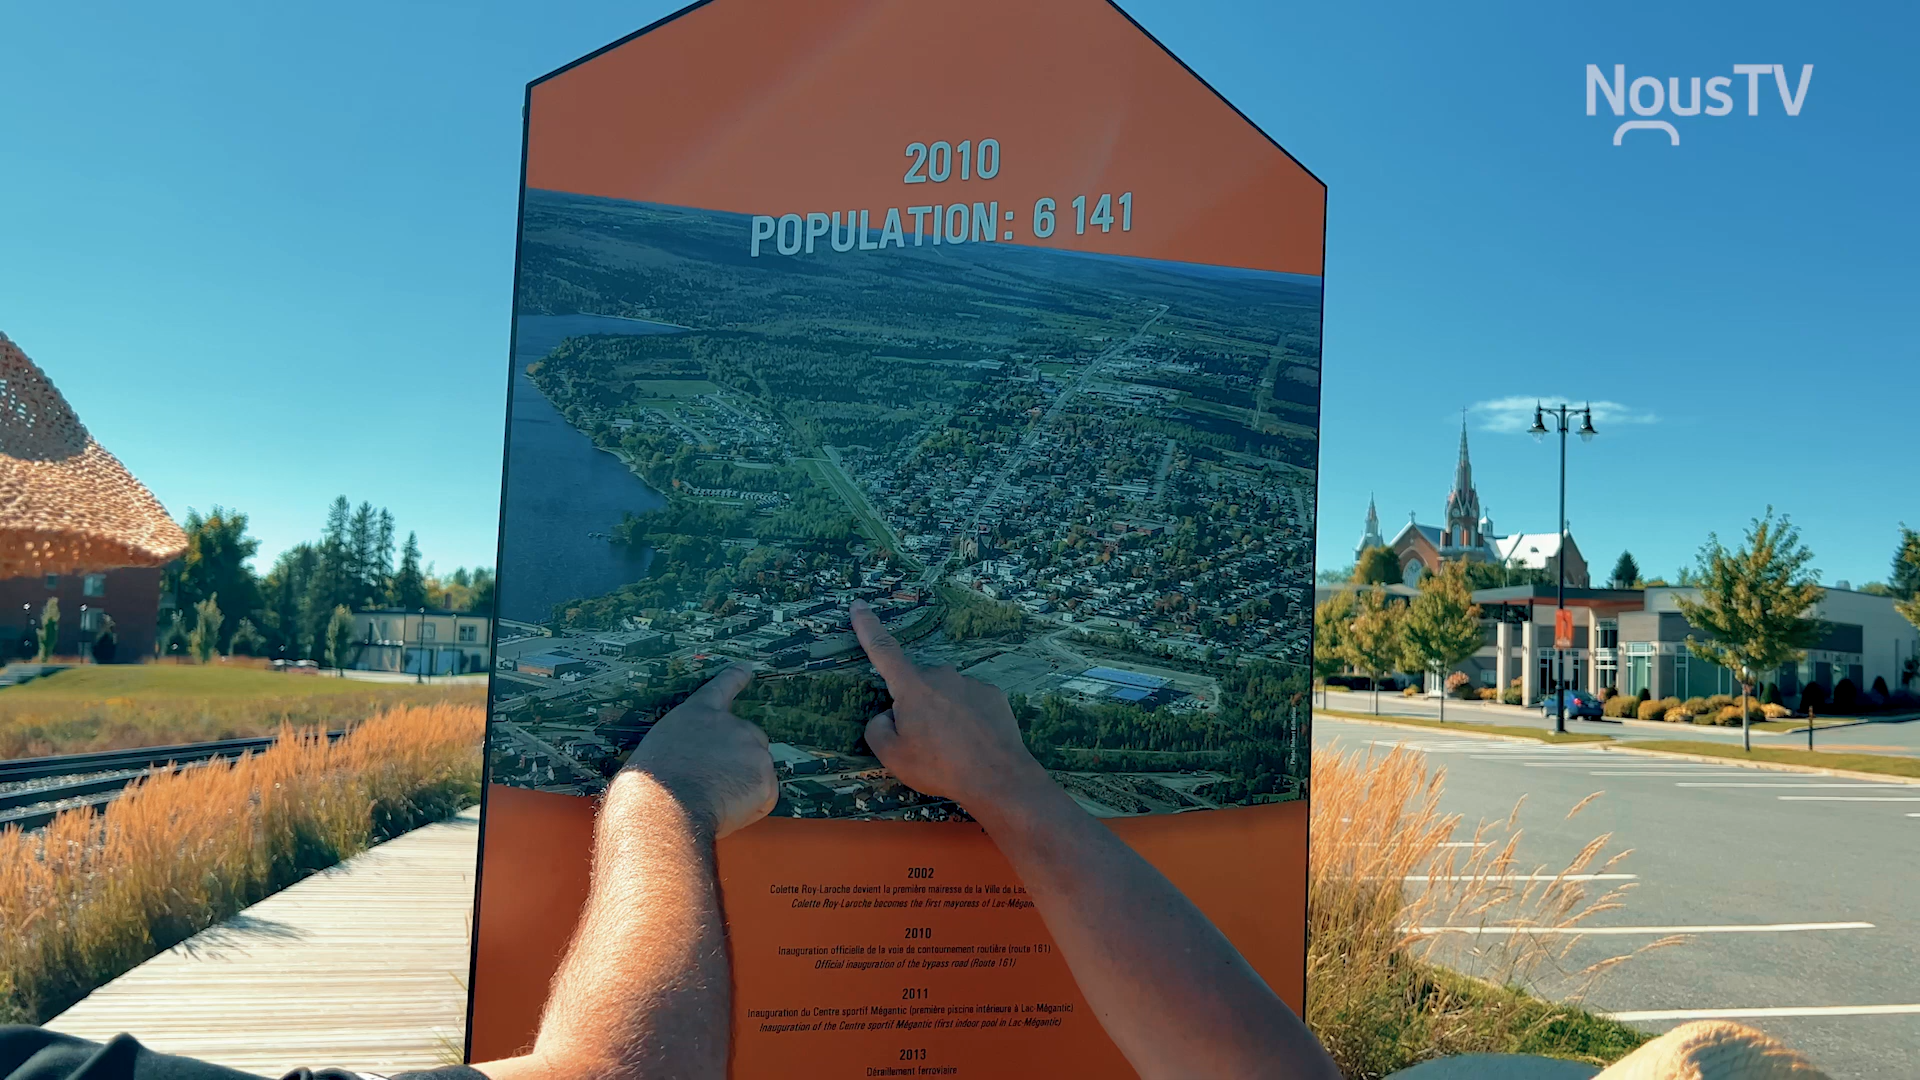 NousTV
2010
POPULATION: 6 141
2002
Colette Roy-Laroche devient la première mairesse de la Ville de
Colette Roy-Laroche becomes the first mayoress of
2010
Inauguration officielle de la voie de contournement routière (route 161)
Official inauguration of the bypass road (Route 161)
2011
Inauguration du Centre sportif Mégantic (première piscine intérieure à Lac-Mégantic)
Inauguration of the Centre sportif Mégantic (first indoor pool in Lac-Mégantic)
2013
Déraillement ferroviaire